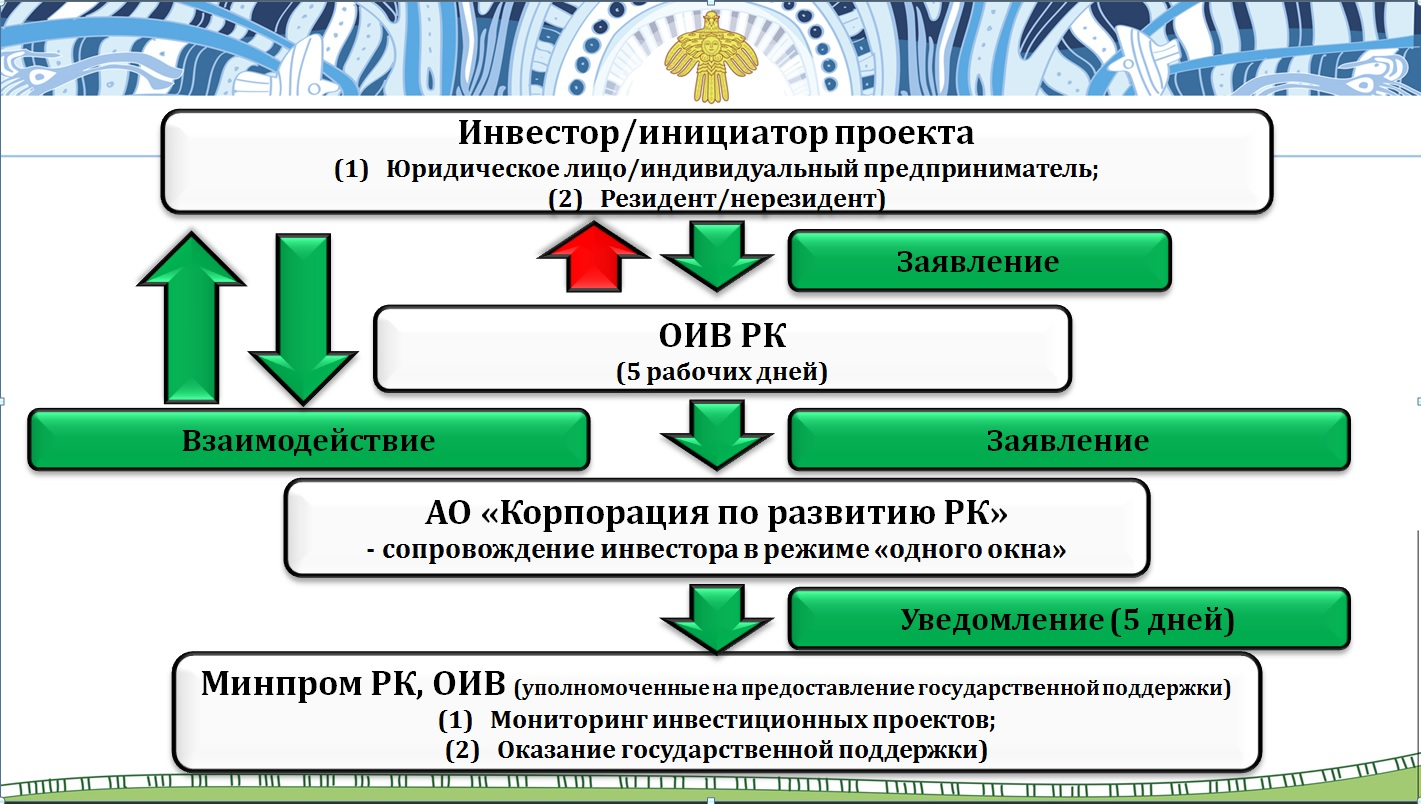 Инвестор/инициатор проекта
(1) Юридическое лицо/индивидуальный предприниматель;
(2) Резидент/нерезидент)
Заявление
ОИВ РК
(5 рабочих дней)
Взаимодействие
Заявление
АО «Корпорация по развитию РК»
- сопровождение инвестора в режиме «одного окна»
Уведомление (5 дней)
Минпром РК, ОИВ (уполномоченные на предоставление государственной поддержки)
(1) Мониторинг инвестиционных проектов;
(2) Оказание государственной поддержки)